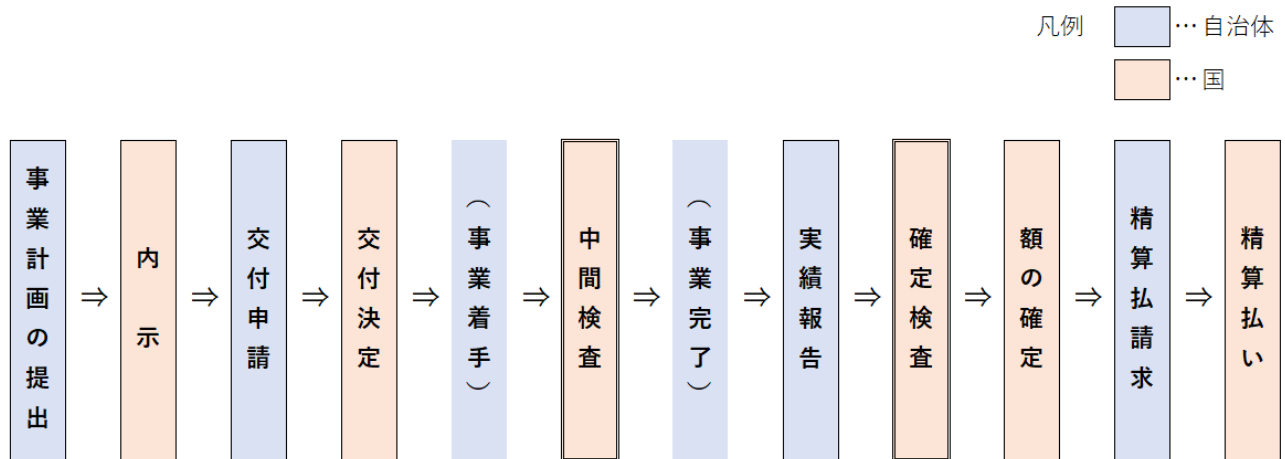 凡例 …自治体
…国
事業計画の提出
⇒
内示
⇒
交付申請
⇒
交付決定
⇒
（事業着手）
⇒
中間検査
⇒
（事業完了）
⇒
実績報告
⇒
確定検査
⇒
額の確定
⇒
精算払請求
⇒
精算払い